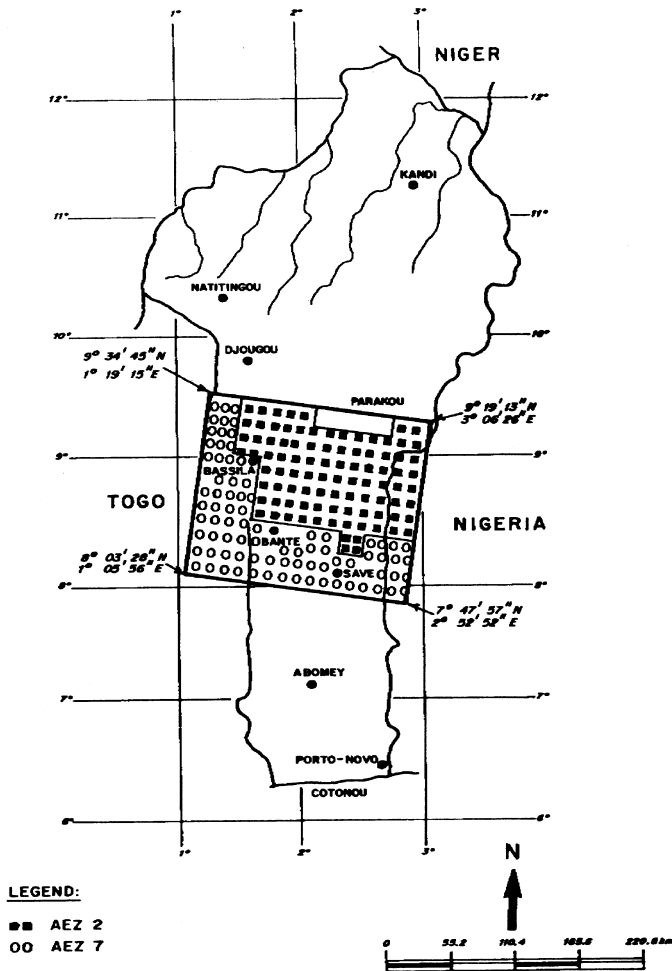 1°
2°
3°
NIGER
12°
12°
KANDI
11°
11°
NATITINGOU
10°
10°
DJOUGOU
9° 34' 45" N
1° 19' 15" E
PARAKOU
9° 19' 13" N
3° 06' 26" E
9°
9°
BASSILA
TOGO
NIGERIA
BANTE
8° 03' 28" N
1° 05' 56" E
SAVE
8°
8°
7° 47' 57" N
2° 52' 52" E
ABOMEY
7°
7°
PORTO-NOVO
COTONOU
6°
6°
1°
2°
3°
N
LEGEND:
AEZ 2
AEZ 7
0 55.2 110.4 165.6 220.8 km